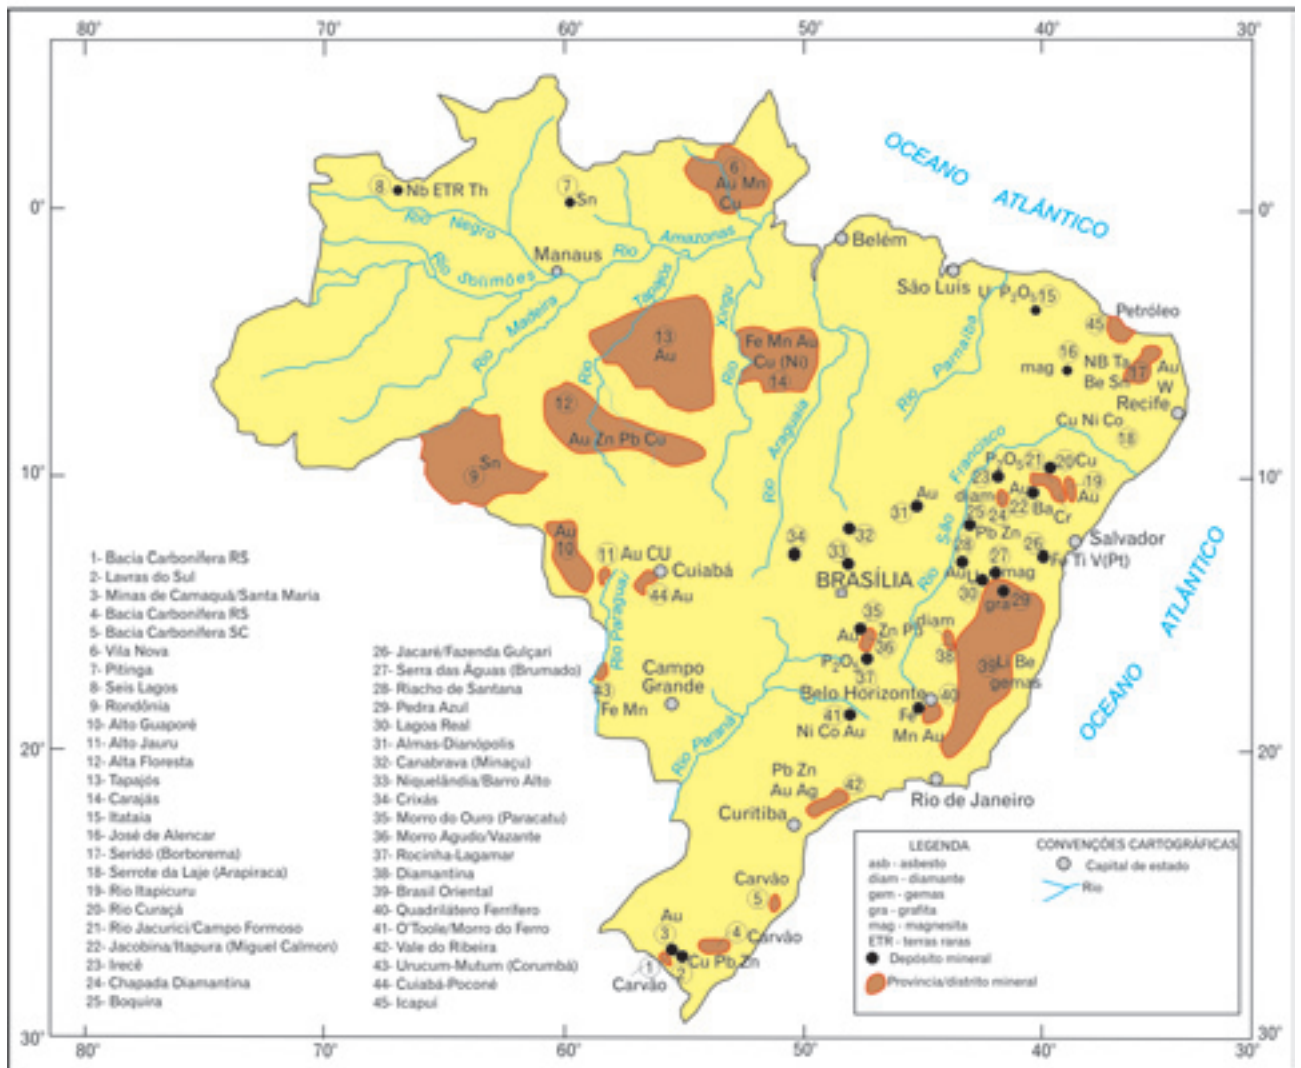 80° 70° 60° 50° 40° 30°
OCEANO ATLÂNTICO
8 Nb ETR Th
7 Sn
6 Au Mn Cu
0° 0°
Rio Negro
Manaus
Rio Amazonas
Belém
Rio Solimões
São Luis
U P₂O₅ 15
Rio Madeira
Tapajós
Xingu
Rio Parnaíba
45 Petróleo
13 Au
Fe Mn Au
Cu (Ni)
14
16
mag
NB Ta
Be Sn
17
Au
W
Rio
Rio
Recife
12
Au Zn Pb Cu
Rio Araguaia
Cu Ni Co
18
9 Sn
São Francisco
P₂O₅ 21 20 Cu
23
diam
Au
19
Au
10° 10°
31 Au
25 24 22 Ba
Cr
Au
10
11 Au CU
Cuiabá
44 Au
34
33
32
Pb Zn
28 27 26
Salvador
Fe Ti V(Pt)
BRASÍLIA
Rio
Au U mag
30
gra 29
OCEANO ATLÂNTICO
Rio Paraguai
35
Au Zn Pb
36
diam
38
P₂O₅
37
39 Li Be
gemas
43
Fe Mn
Campo
Grande
Belo Horizonte
40
Fe
Mn Au
41
Ni Co Au
Rio Paraná
20° 20°
Pb Zn
Au Ag
42
Curitiba
Rio de Janeiro
Carvão
5
Au
3
4
Carvão
Cu Pb Zn
1
2
Carvão
1- Bacia Carbonífera RS
2- Lavras do Sul
3- Minas de Camaquã/Santa Maria
4- Bacia Carbonífera RS
5- Bacia Carbonífera SC
6- Vila Nova
7- Pitinga
8- Seis Lagos
9- Rondônia
10- Alto Guaporé
11- Alto Jauru
12- Alta Floresta
13- Tapajós
14- Carajás
15- Itataia
16- José de Alencar
17- Seridó (Borborema)
18- Serrote da Laje (Arapiraca)
19- Rio Itapicuru
20- Rio Curaçá
21- Rio Jacurici/Campo Formoso
22- Jacobina/Itapura (Miguel Calmon)
23- Irecê
24- Chapada Diamantina
25- Boquira
26- Jacaré/Fazenda Gulçari
27- Serra das Águas (Brumado)
28- Riacho de Santana
29- Pedra Azul
30- Lagoa Real
31- Almas-Dianópolis
32- Canabrava (Minaçu)
33- Niquelândia/Barro Alto
34- Crixás
35- Morro do Ouro (Paracatu)
36- Morro Agudo/Vazante
37- Rocinha-Lagamar
38- Diamantina
39- Brasil Oriental
40- Quadrilátero Ferrífero
41- O'Toole/Morro do Ferro
42- Vale do Ribeira
43- Urucum-Mutum (Corumbá)
44- Cuiabá-Poconé
45- Icapuí
LEGENDA
asb - asbesto
diam - diamante
gem - gemas
gra - grafita
mag - magnesita
ETR - terras raras
Depósito mineral
Província/distrito mineral
CONVENÇÕES CARTOGRÁFICAS
Capital de estado
Rio
30° 30°
80° 70° 60° 50° 40° 30°